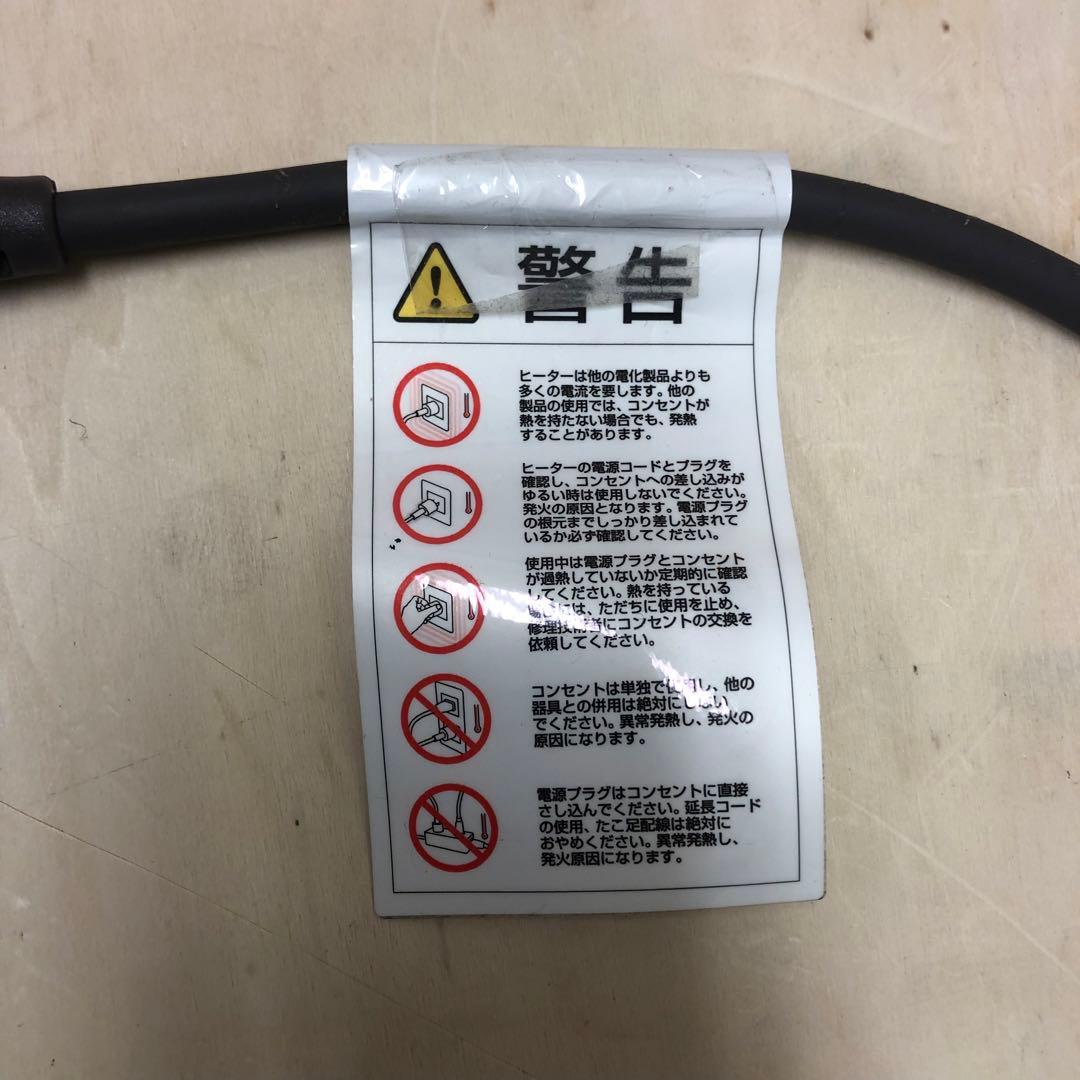 警告
ヒーターは他の電化製品よりも
多くの電流を要します。他の
製品の使用では、コンセントが
熱を持たない場合でも、発熱
することがあります。
ヒーターの電源コードとプラグを
確認し、コンセントへの差し込みが
ゆるい時は使用しないでください。
発火の原因となります。電源プラグ
の根元までしっかり差し込まれて
いるか必ず確認してください。
使用中は電源プラグとコンセント
が過熱していないか定期的に確認
してください。熱を持っている
場合には、ただちに使用を止め、
修理技術者にコンセントの交換を
依頼してください。
コンセントは単独で使用し、他の
器具との併用は絶対にしない
でください。異常発熱し、発火の
原因になります。
電源プラグはコンセントに直接
さし込んでください。延長コード
の使用、たこ足配線は絶対に
おやめください。異常発熱し、
発火原因になります。